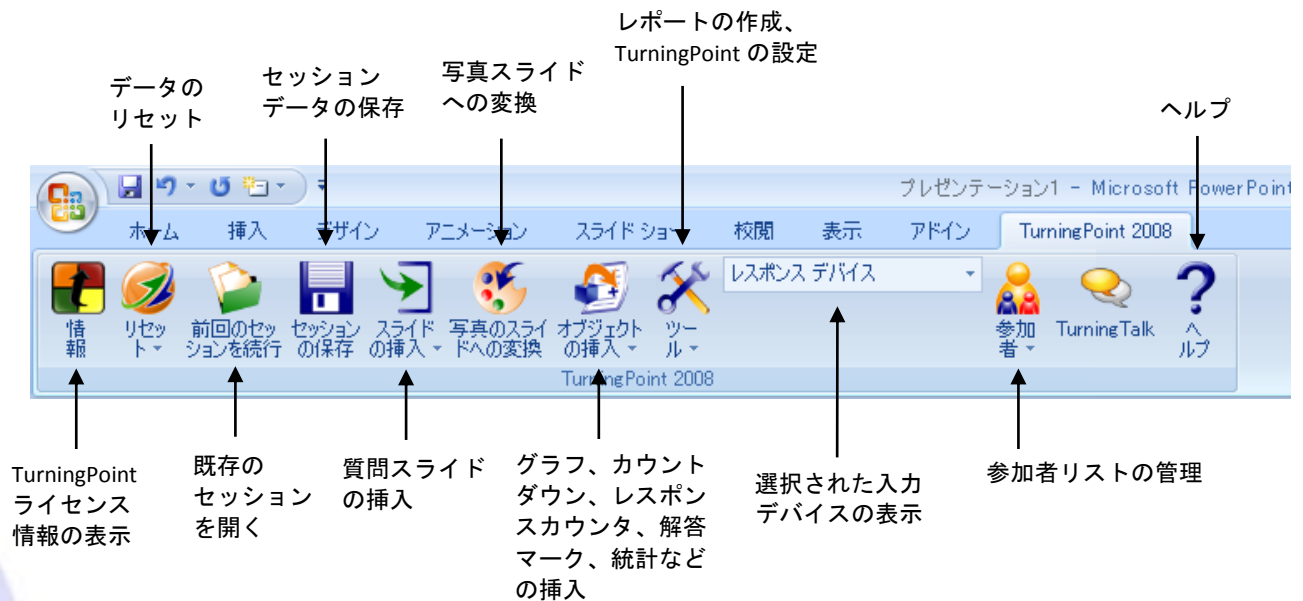 レポートの作成、
TurningPoint の設定
データの
リセット
セッション
データの保存
写真スライド
への変換
ヘルプ
プレゼンテーション1 - Microsoft PowerPoint
ホーム 挿入 デザイン アニメーション スライド ショー 校閲 表示 アドイン TurningPoint 2008
レスポンス デバイス
情
報
リセッ
ト
前回のセッ
ションを続行
セッション
の保存
スライド
の挿入
写真のスライ
ドへの変換
オブジェクト
の挿入
ツー
ル
参加
者
TurningTalk
ヘ
ルプ
TurningPoint 2008
TurningPoint
ライセンス
情報の表示
既存の
セッション
を開く
質問スライド
の挿入
グラフ、カウント
ダウン、レスポン
スカウンタ、解答
マーク、統計など
の挿入
選択された入力
デバイスの表示
参加者リストの管理